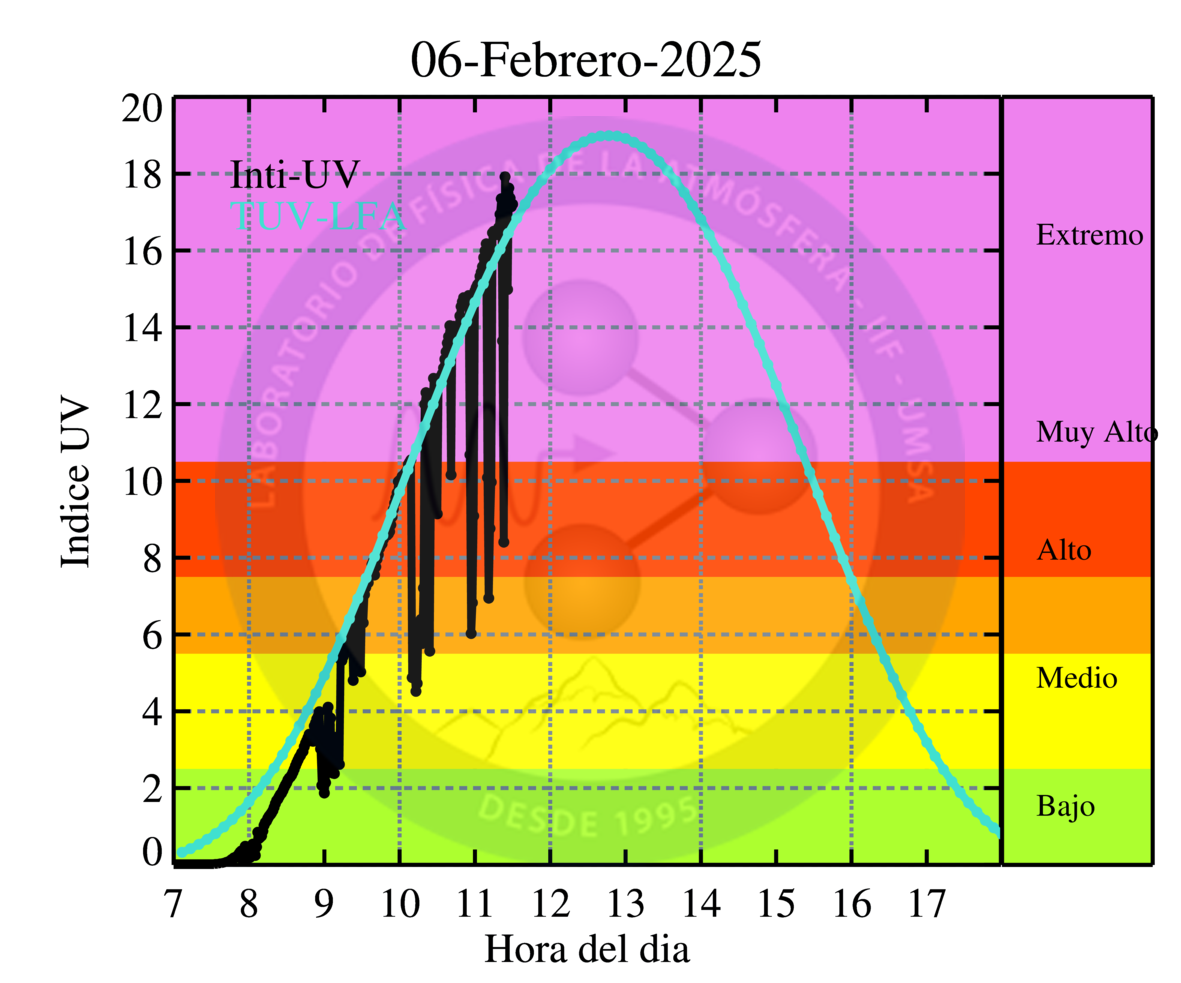 06-Febrero-2025
Inti-UV
TUV-LFA
Indice UV
20
18
16
14
12
10
8
6
4
2
0
Extremo
Muy Alto
Alto
Medio
Bajo
LABORATORIO DE FÍSICA DE LA ATMÓSFERA - IIF - UMSA
DESDE 1995
7 8 9 10 11 12 13 14 15 16 17
Hora del dia